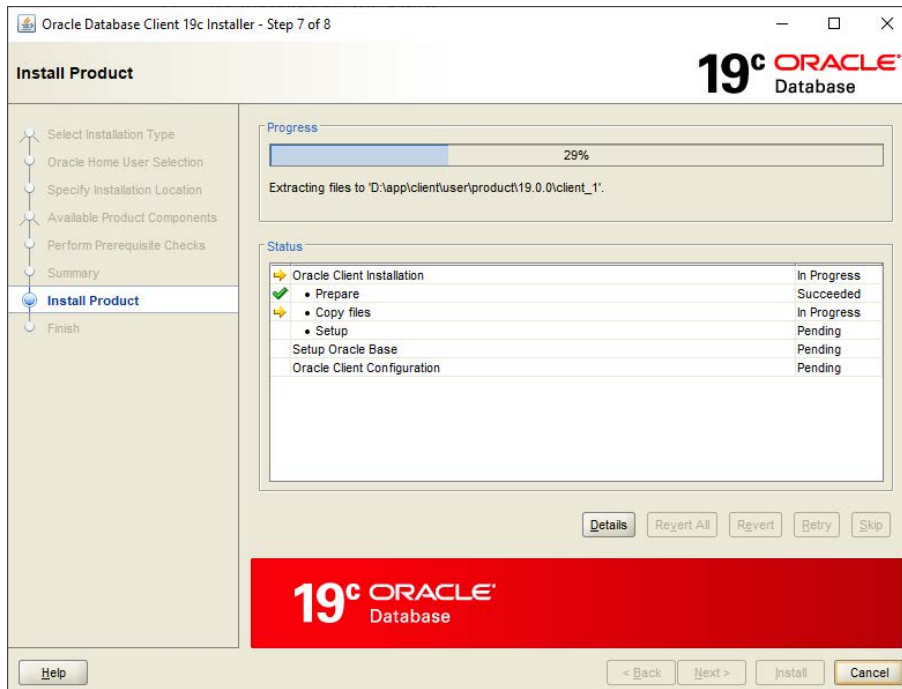 Oracle Database Client 19c Installer - Step 7 of 8
Install Product
19c ORACLE
Database
Select Installation Type
Oracle Home User Selection
Specify Installation Location
Available Product Components
Perform Prerequisite Checks
Summary
Install Product
Finish
Progress
29%
Extracting files to 'D:\app\client\user\product\19.0.0\client_1'.
Status
Oracle Client Installation In Progress
• Prepare Succeeded
• Copy files In Progress
• Setup Pending
Setup Oracle Base Pending
Oracle Client Configuration Pending
Details Revert All Revert Retry Skip
19c ORACLE
Database
Help < Back Next > Install Cancel